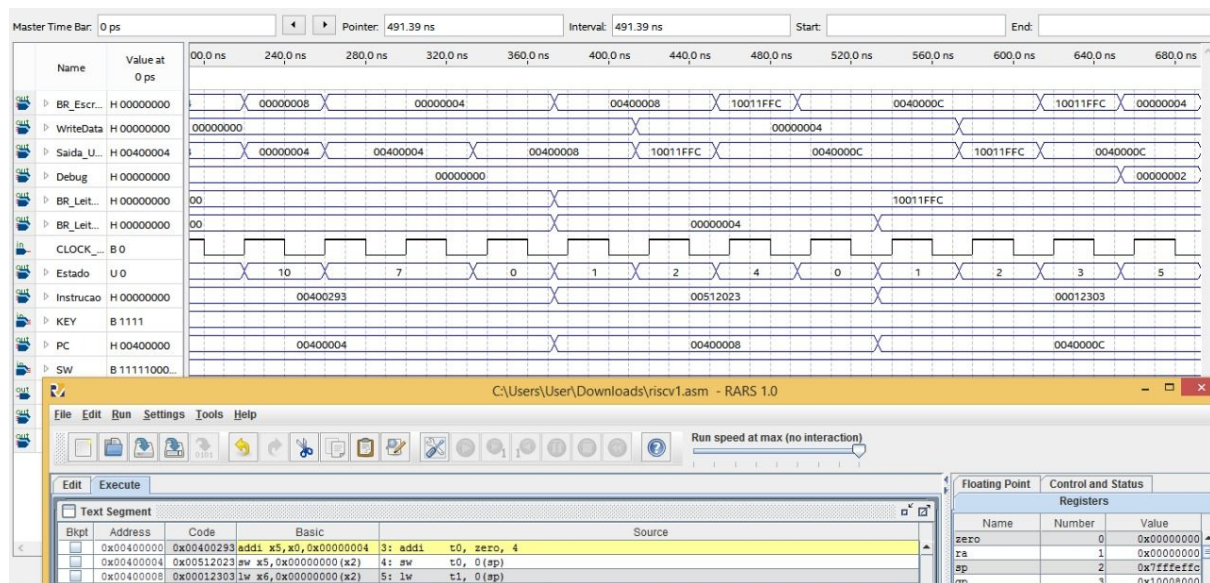 Master Time Bar: 0 ps Pointer: 491.39 ns Interval: 491.39 ns Start: End:
Name Value at 0 ps 00.0 ns 240.0 ns 280.0 ns 320.0 ns 360.0 ns 400.0 ns 440.0 ns 480.0 ns 520.0 ns 560.0 ns 600.0 ns 640.0 ns 680.0 ns
BR_Escr... H 00000000 00000008 00000004 00400008 10011FFC 0040000C 10011FFC 00000004
WriteData H 00000000 00000000 00000004
Saida_U... H 00400004 00000004 00400004 00400008 10011FFC 0040000C 10011FFC 0040000C
Debug H 00000000 00000000 00000002
BR_Leit... H 00000000 00 10011FFC
BR_Leit... H 00000000 00 00000004
CLOCK_... B 0
Estado U 0 10 7 0 1 2 4 0 1 2 3 5
Instrucao H 00000000 00400293 00512023 00012303
KEY B 1111
PC H 00400000 00400004 00400008 0040000C
SW B 11111000...
C:\Users\User\Downloads\riscv1.asm - RARS 1.0
File Edit Run Settings Tools Help
Run speed at max (no interaction)
Edit Execute Floating Point Control and Status
Text Segment Registers
Bkpt Address Code Basic Source Name Number Value
0x00400000 0x00400293 addi x5,x0,0x00000004 3: addi t0, zero, 4 zero 0 0x00000000
0x00400004 0x00512023 sw x5,0x00000000(x2) 4: sw t0, 0(sp) ra 1 0x00000000
0x00400008 0x00012303 lw x6,0x00000000(x2) 5: lw t1, 0(sp) sp 2 0x7fffeffc
gp 3 0x10008000